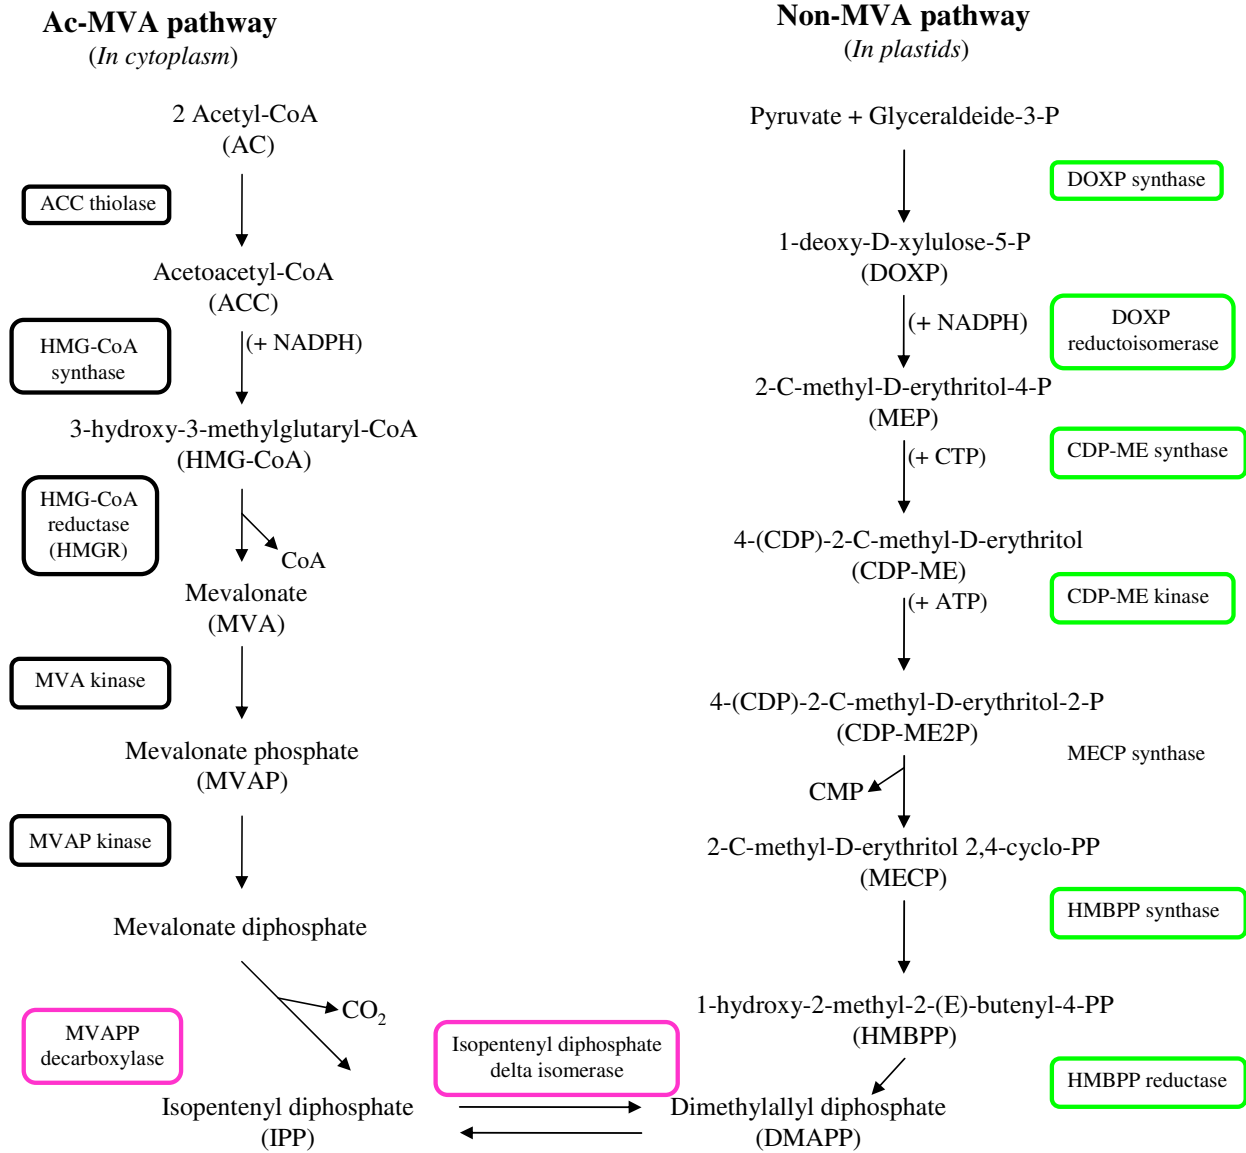 Ac-MVA pathway
(In cytoplasm)
2 Acetyl-CoA
(AC)
ACC thiolase
Acetoacetyl-CoA
(ACC)
HMG-CoA
synthase
(+ NADPH)
3-hydroxy-3-methylglutaryl-CoA
(HMG-CoA)
HMG-CoA
reductase
(HMGR)
CoA
Mevalonate
(MVA)
MVA kinase
Mevalonate phosphate
(MVAP)
MVAP kinase
Mevalonate diphosphate
CO2
MVAPP
decarboxylase
Isopentenyl diphosphate
(IPP)
Isopentenyl diphosphate
delta isomerase
Non-MVA pathway
(In plastids)
Pyruvate + Glyceraldeide-3-P
DOXP synthase
1-deoxy-D-xylulose-5-P
(DOXP)
(+ NADPH)
DOXP
reductoisomerase
2-C-methyl-D-erythritol-4-P
(MEP)
(+ CTP)
CDP-ME synthase
4-(CDP)-2-C-methyl-D-erythritol
(CDP-ME)
(+ ATP)
CDP-ME kinase
4-(CDP)-2-C-methyl-D-erythritol-2-P
(CDP-ME2P)
MECP synthase
CMP
2-C-methyl-D-erythritol 2,4-cyclo-PP
(MECP)
HMBPP synthase
1-hydroxy-2-methyl-2-(E)-butenyl-4-PP
(HMBPP)
HMBPP reductase
Dimethylallyl diphosphate
(DMAPP)